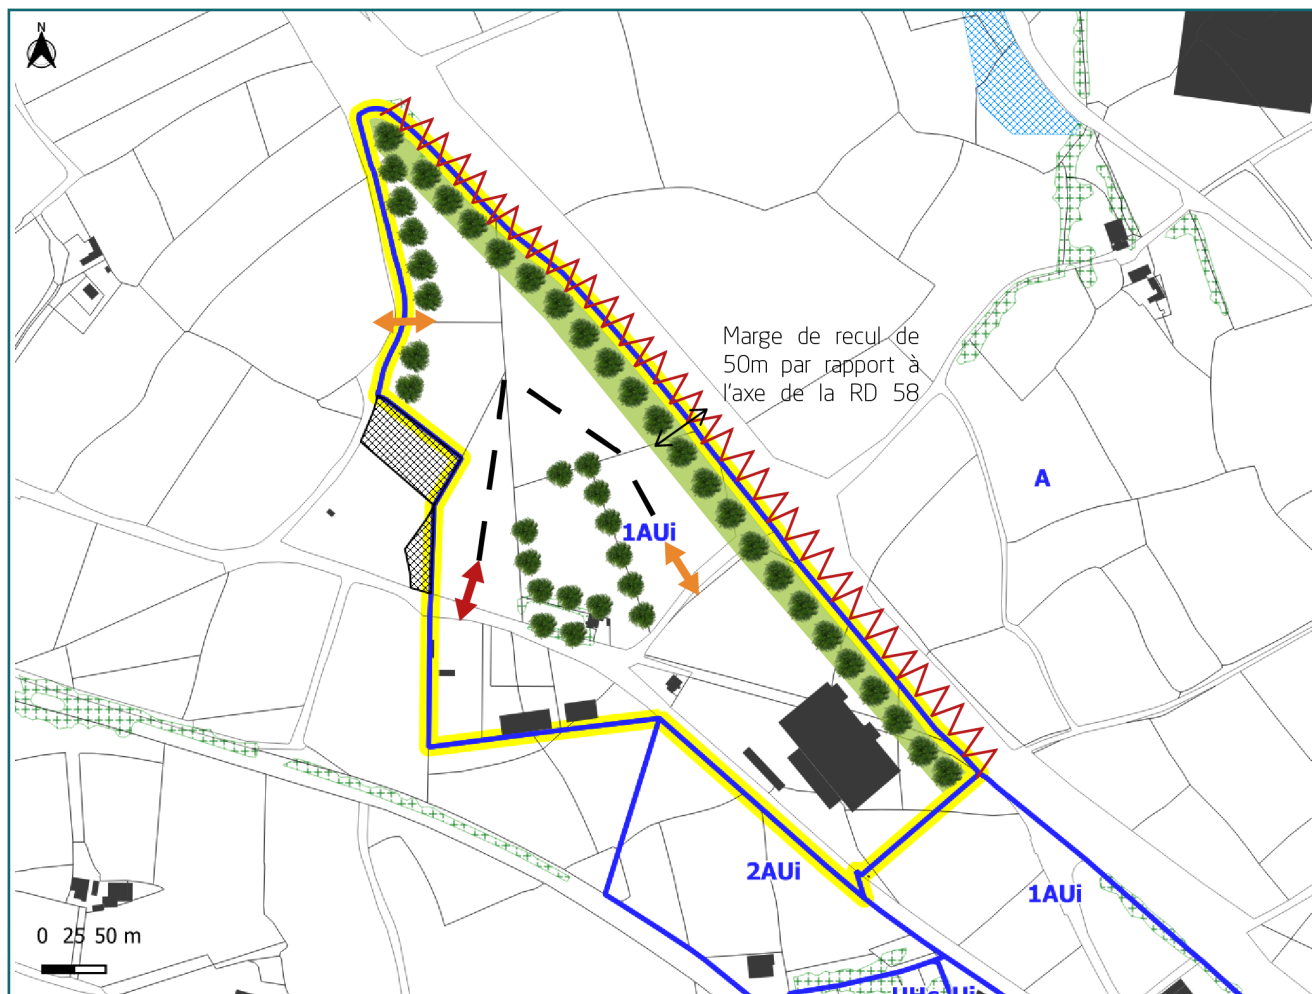 N
Marge de recul de
50m par rapport à
l'axe de la RD 58
A
1AUi
2AUi
1AUi
0 25 50 m